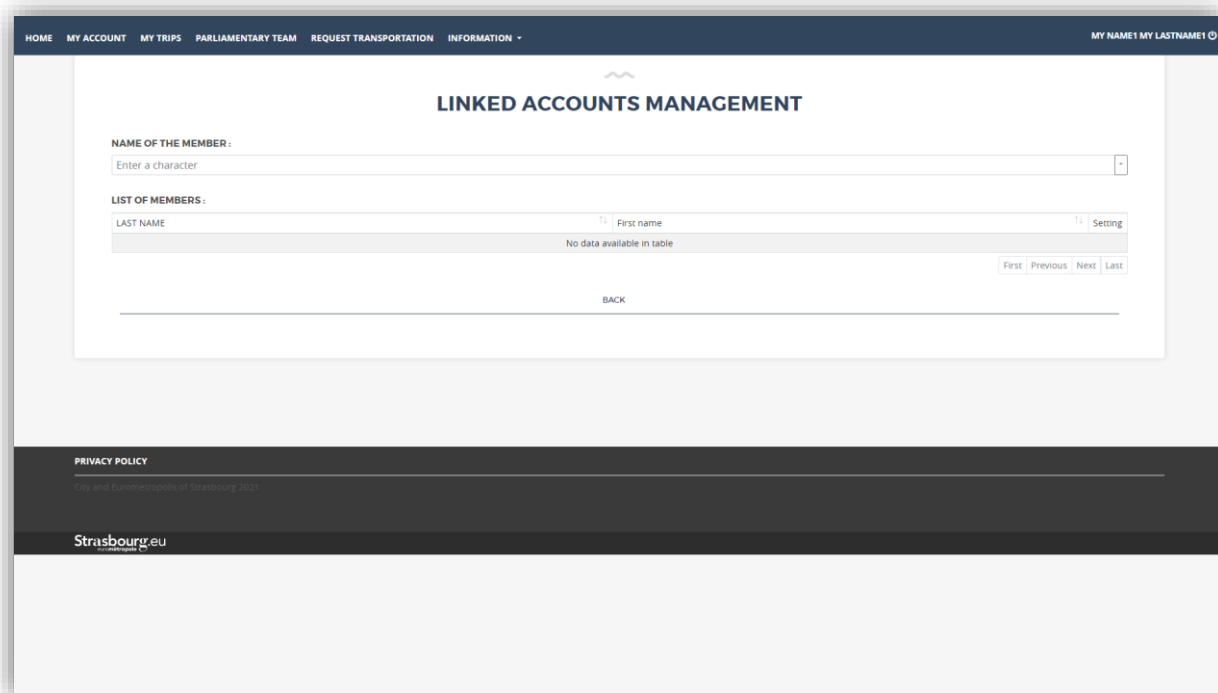 HOME MY ACCOUNT MY TRIPS PARLIAMENTARY TEAM REQUEST TRANSPORTATION INFORMATION MY NAME1 MY LASTNAME1
LINKED ACCOUNTS MANAGEMENT
NAME OF THE MEMBER :
Enter a character
LIST OF MEMBERS :
LAST NAME First name Setting
No data available in table
First Previous Next Last
BACK
PRIVACY POLICY
City and Eurometropolis of Strasbourg 2021
Strasbourg.eu
eurométropole